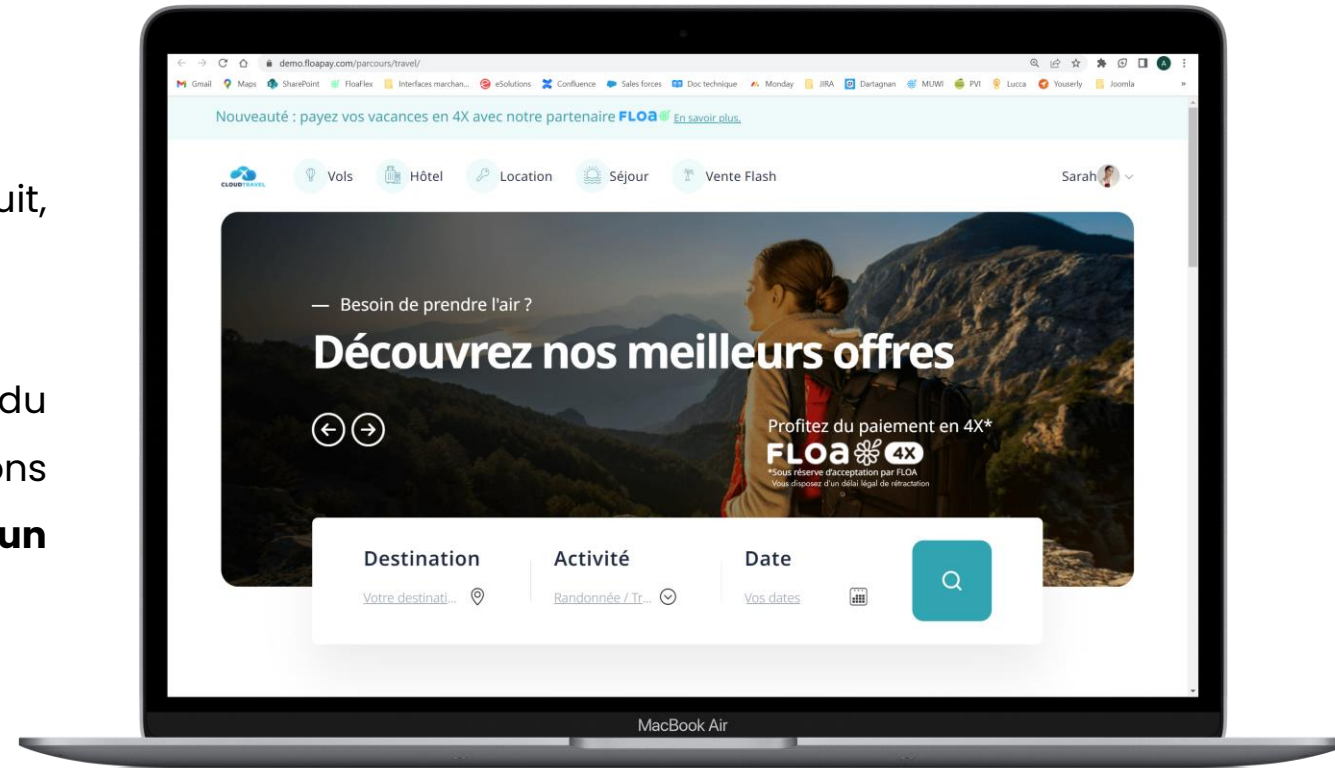 uit,
du
ons
un
demo.floapay.com/parcours/travel/
Gmail Maps SharePoint FloaFlex Interfaces marchan... eSolutions Confluence Sales forces Doc technique Monday JIRA Dartagnan MUWI PVI Lucca Youserly Joomla »
Nouveauté : payez vos vacances en 4X avec notre partenaire FLOa En savoir plus.
CLOUDTRAVEL Vols Hôtel Location Séjour Vente Flash Sarah
— Besoin de prendre l'air ?
Découvrez nos meilleurs offres
Profitez du paiement en 4X*
FLOa 4X
*Sous réserve d'acceptation par FLOA
Vous disposez d'un délai légal de rétractation
Destination Activité Date
Votre destinati... Randonnée / Tr... Vos dates
MacBook Air